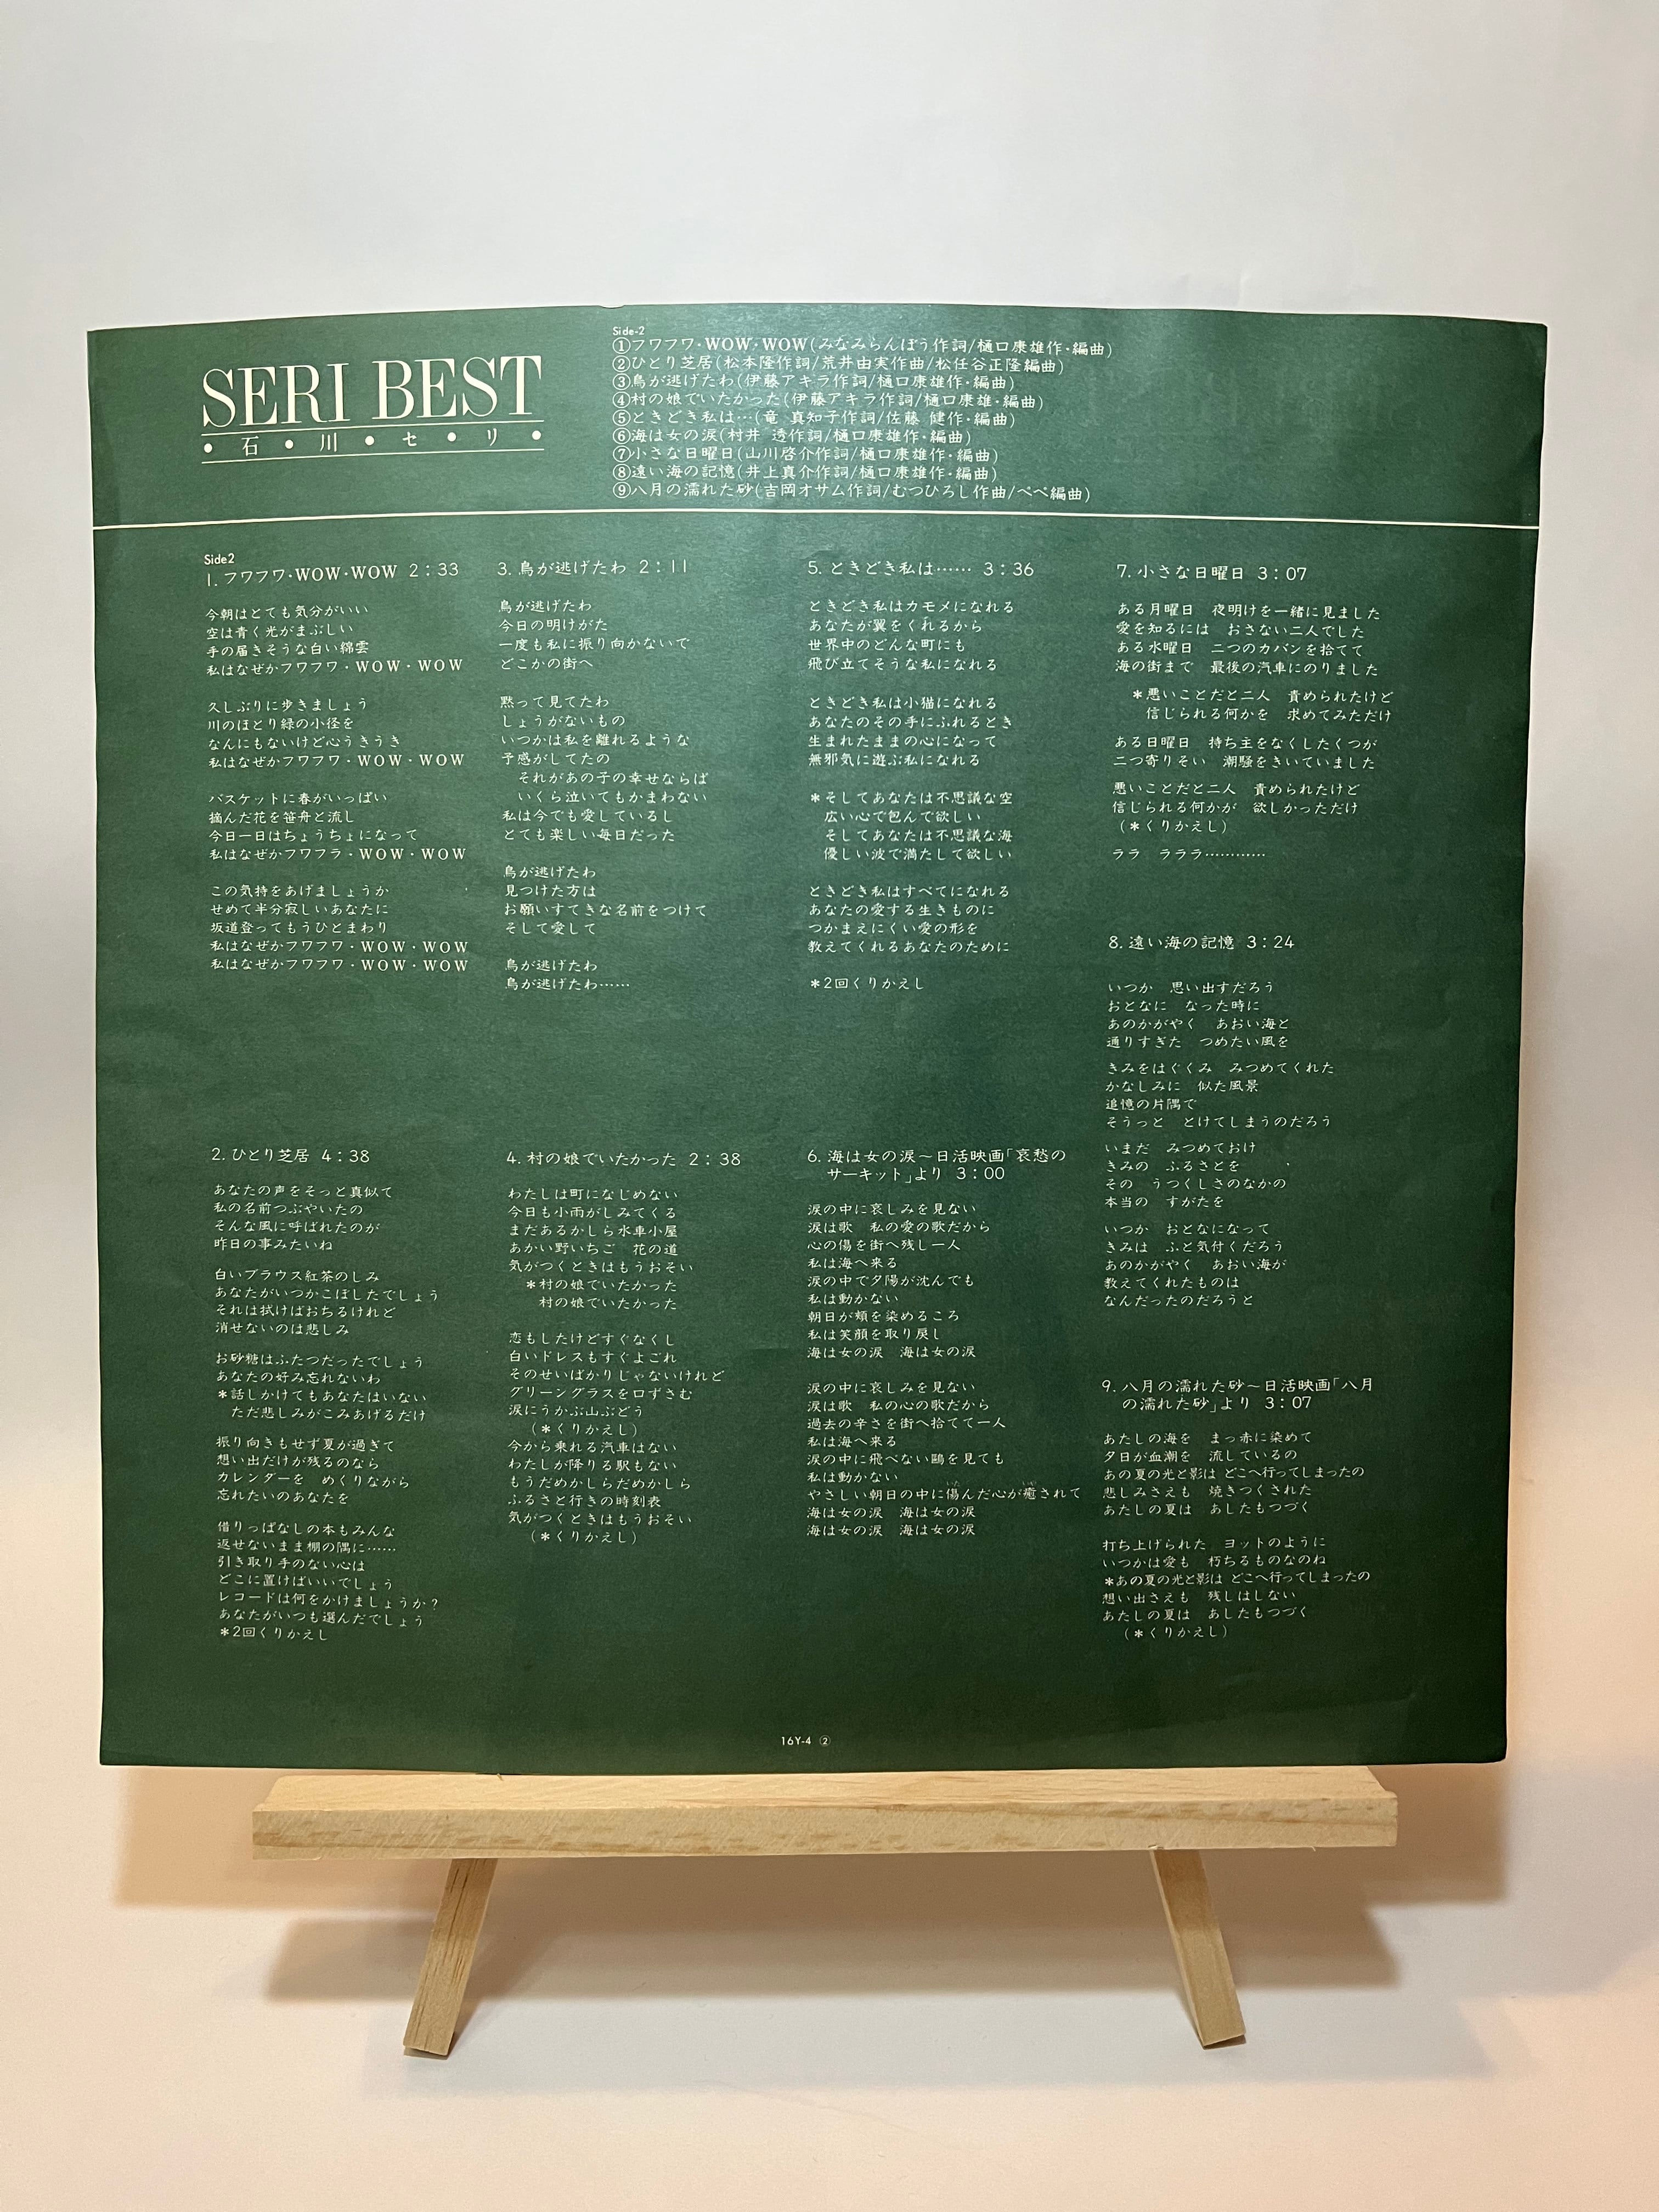 SERI BEST
・石・川・セ・リ・
Side-2
①フワフワ・WOW・WOW(みなみらんぼう作詞/樋口康雄作・編曲)
②ひとり芝居(松本隆作詞/荒井由実作曲/松任谷正隆編曲)
③鳥が逃げたわ(伊藤アキラ作詞/樋口康雄作・編曲)
④村の娘でいたかった(伊藤アキラ作詞/樋口康雄・編曲)
⑤ときどき私は…(竜 真知子作詞/佐藤 健作・編曲)
⑥海は女の涙(村井 透作詞/樋口康雄作・編曲)
⑦小さな日曜日(山川啓介作詞/樋口康雄作・編曲)
⑧遠い海の記憶(井上真介作詞/樋口康雄作・編曲)
⑨八月の濡れた砂(吉岡オサム作詞/むつひろし作曲/ペペ編曲)
Side2
1. フワフワ・WOW・WOW 2：33
今朝はとても気分がいい
空は青く光がまぶしい
手の届きそうな白い綿雲
私はなぜかフワフワ・WOW・WOW
久しぶりに歩きましょう
川のほとり緑の小径を
なんにもないけど心うきうき
私はなぜかフワフワ・WOW・WOW
バスケットに春がいっぱい
摘んだ花を笹舟と流し
今日一日はちょうちょになって
私はなぜかフワフラ・WOW・WOW
この気持をあげましょうか
せめて半分寂しいあなたに
坂道登ってもうひとまわり
私はなぜかフワフワ・WOW・WOW
私はなぜかフワフワ・WOW・WOW
2. ひとり芝居 4：38
あなたの声をそっと真似て
私の名前つぶやいたの
そんな風に呼ばれたのが
昨日の事みたいね
白いブラウス紅茶のしみ
あなたがいつかこぼしたでしょう
それは拭けばおちるけれど
消せないのは悲しみ
お砂糖はふたつだったでしょう
あなたの好み忘れないわ
＊話しかけてもあなたはいない
ただ悲しみがこみあげるだけ
振り向きもせず夏が過ぎて
想い出だけが残るのなら
カレンダーを めくりながら
忘れたいのあなたを
借りっぱなしの本もみんな
返せないまま棚の隅に……
引き取り手のない心は
どこに置けばいいでしょう
レコードは何をかけましょうか？
あなたがいつも選んだでしょう
＊2回くりかえし
3. 鳥が逃げたわ 2：11
鳥が逃げたわ
今日の明けがた
一度も私に振り向かないで
どこかの街へ
黙って見てたわ
しょうがないもの
いつかは私を離れるような
予感がしてたの
それがあの子の幸せならば
いくら泣いてもかまわない
私は今でも愛しているし
とても楽しい毎日だった
鳥が逃げたわ
見つけた方は
お願いすてきな名前をつけて
そして愛して
鳥が逃げたわ
鳥が逃げたわ……
4. 村の娘でいたかった 2：38
わたしは町になじめない
今日も小雨がしみてくる
まだあるかしら水車小屋
あかい野いちご 花の道
気がつくときはもうおそい
＊村の娘でいたかった
村の娘でいたかった
恋もしたけどすぐなくし
白いドレスもすぐよごれ
そのせいばかりじゃないけれど
グリーングラスを口ずさむ
涙にうかぶ山ぶどう
(＊くりかえし)
今から乗れる汽車はない
わたしが降りる駅もない
もうだめかしらだめかしら
ふるさと行きの時刻表
気がつくときはもうおそい
(＊くりかえし)
5. ときどき私は…… 3：36
ときどき私はカモメになれる
あなたが翼をくれるから
世界中のどんな町にも
飛び立てそうな私になれる
ときどき私は小猫になれる
あなたのその手にふれるとき
生まれたままの心になって
無邪気に遊ぶ私になれる
＊そしてあなたは不思議な空
広い心で包んで欲しい
そしてあなたは不思議な海
優しい波で満たして欲しい
ときどき私はすべてになれる
あなたの愛する生きものに
つかまえにくい愛の形を
教えてくれるあなたのために
＊2回くりかえし
6. 海は女の涙～日活映画「哀愁の
サーキット」より 3：00
涙の中に哀しみを見ない
涙は歌 私の愛の歌だから
心の傷を街へ残し一人
私は海へ来る
涙の中で夕陽が沈んでも
私は動かない
朝日が頬を染めるころ
私は笑顔を取り戻し
海は女の涙 海は女の涙
涙の中に哀しみを見ない
涙は歌 私の心の歌だから
過去の辛さを街へ捨てて一人
私は海へ来る
涙の中に飛べない鷗を見ても
私は動かない
やさしい朝日の中に傷んだ心が癒されて
海は女の涙 海は女の涙
海は女の涙 海は女の涙
7. 小さな日曜日 3：07
ある月曜日 夜明けを一緒に見ました
愛を知るには おさない二人でした
ある水曜日 二つのカバンを捨てて
海の街まで 最後の汽車にのりました
＊悪いことだと二人 責められたけど
信じられる何かを 求めてみただけ
ある日曜日 持ち主をなくしたくつが
二つ寄りそい 潮騒をきいていました
悪いことだと二人 責められたけど
信じられる何かが 欲しかっただけ
(＊くりかえし)
ララ ラララ…………
8. 遠い海の記憶 3：24
いつか 思い出すだろう
おとなに なった時に
あのかがやく あおい海と
通りすぎた つめたい風を
きみをはぐくみ みつめてくれた
かなしみに 似た風景
追憶の片隅で
そうっと とけてしまうのだろう
いまだ みつめておけ
きみの ふるさとを
その うつくしさのなかの
本当の すがたを
いつか おとなになって
きみは ふと気付くだろう
あのかがやく あおい海が
教えてくれたものは
なんだったのだろうと
9. 八月の濡れた砂～日活映画「八月
の濡れた砂」より 3：07
あたしの海を まっ赤に染めて
夕日が血潮を 流しているの
あの夏の光と影は どこへ行ってしまったの
悲しみさえも 焼きつくされた
あたしの夏は あしたもつづく
打ち上げられた ヨットのように
いつかは愛も 朽ちるものなのね
＊あの夏の光と影は どこへ行ってしまったの
想い出さえも 残しはしない
あたしの夏は あしたもつづく
(＊くりかえし)
16Y-4 ②